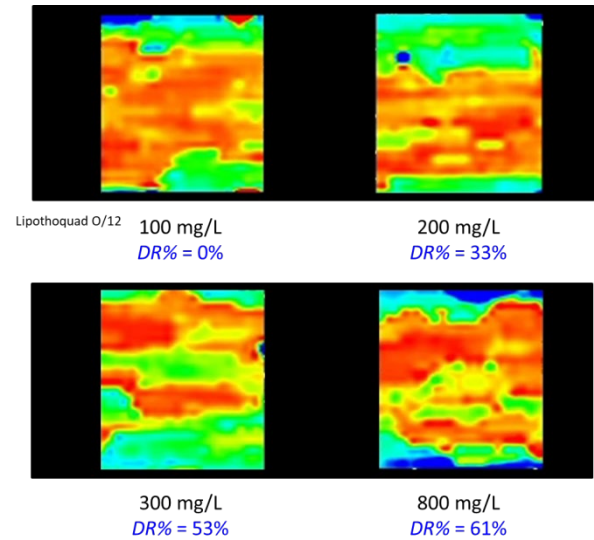 Lipothoquad O/12
100 mg/L
200 mg/L
DR% = 0%
DR% = 33%
300 mg/L
800 mg/L
DR% = 53%
DR% = 61%